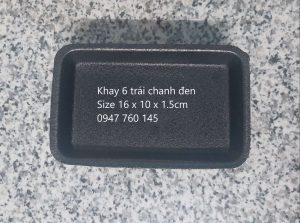 Khay 6 trái chanh đen
Size 16 x 10 x 1.5cm
0947 760 145